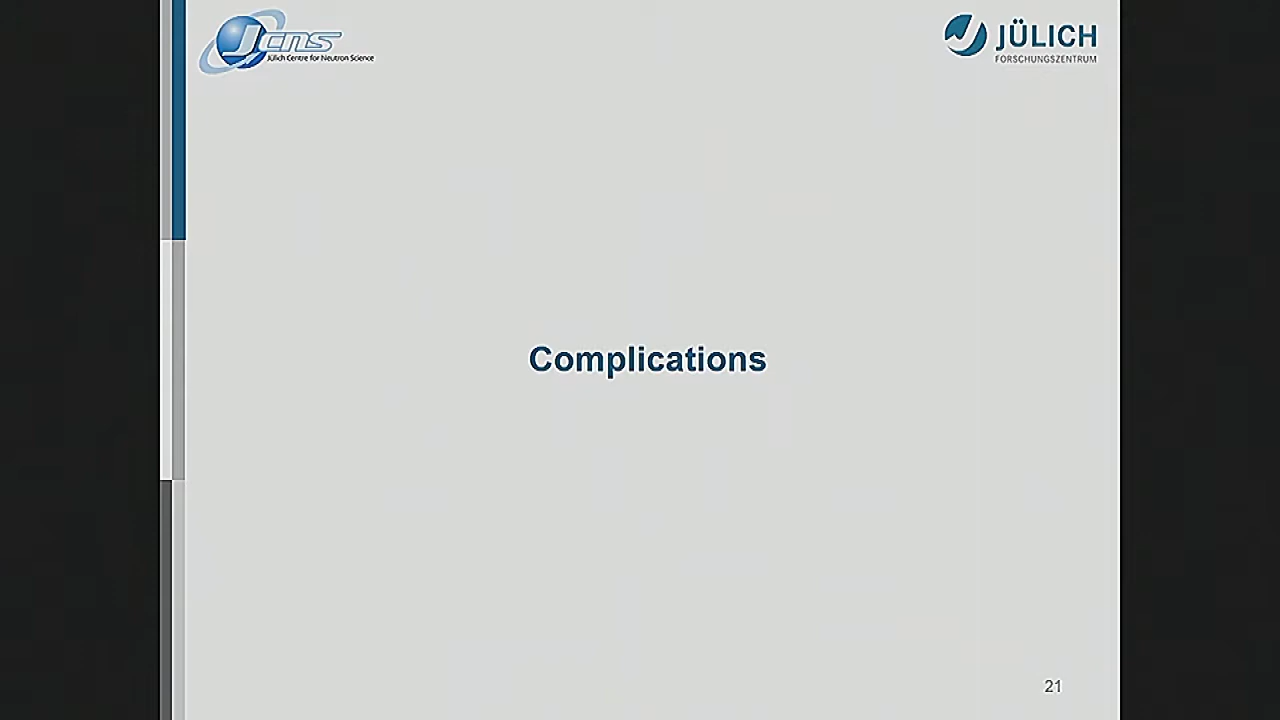 Jcns
Jülich Centre for Neutron Science
JÜLICH
FORSCHUNGSZENTRUM
Complications
21